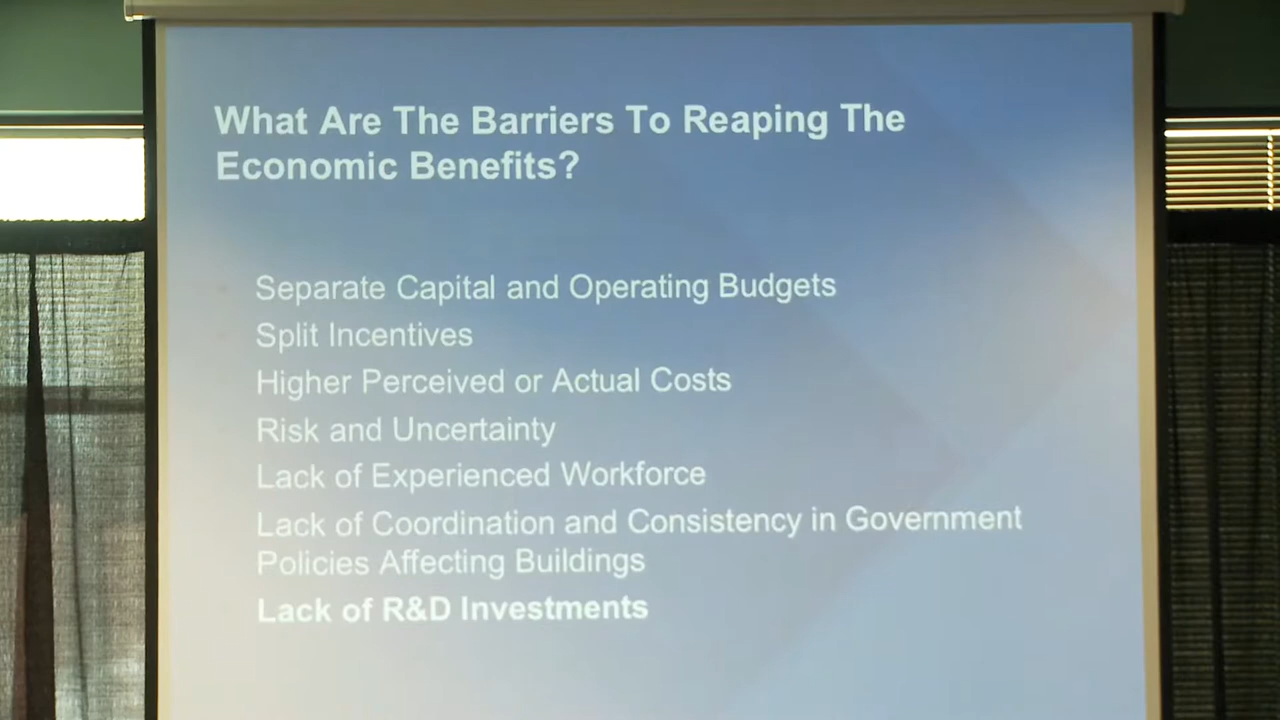 What Are The Barriers To Reaping The
Economic Benefits?
Separate Capital and Operating Budgets
Split Incentives
Higher Perceived or Actual Costs
Risk and Uncertainty
Lack of Experienced Workforce
Lack of Coordination and Consistency in Government
Policies Affecting Buildings
Lack of R&D Investments